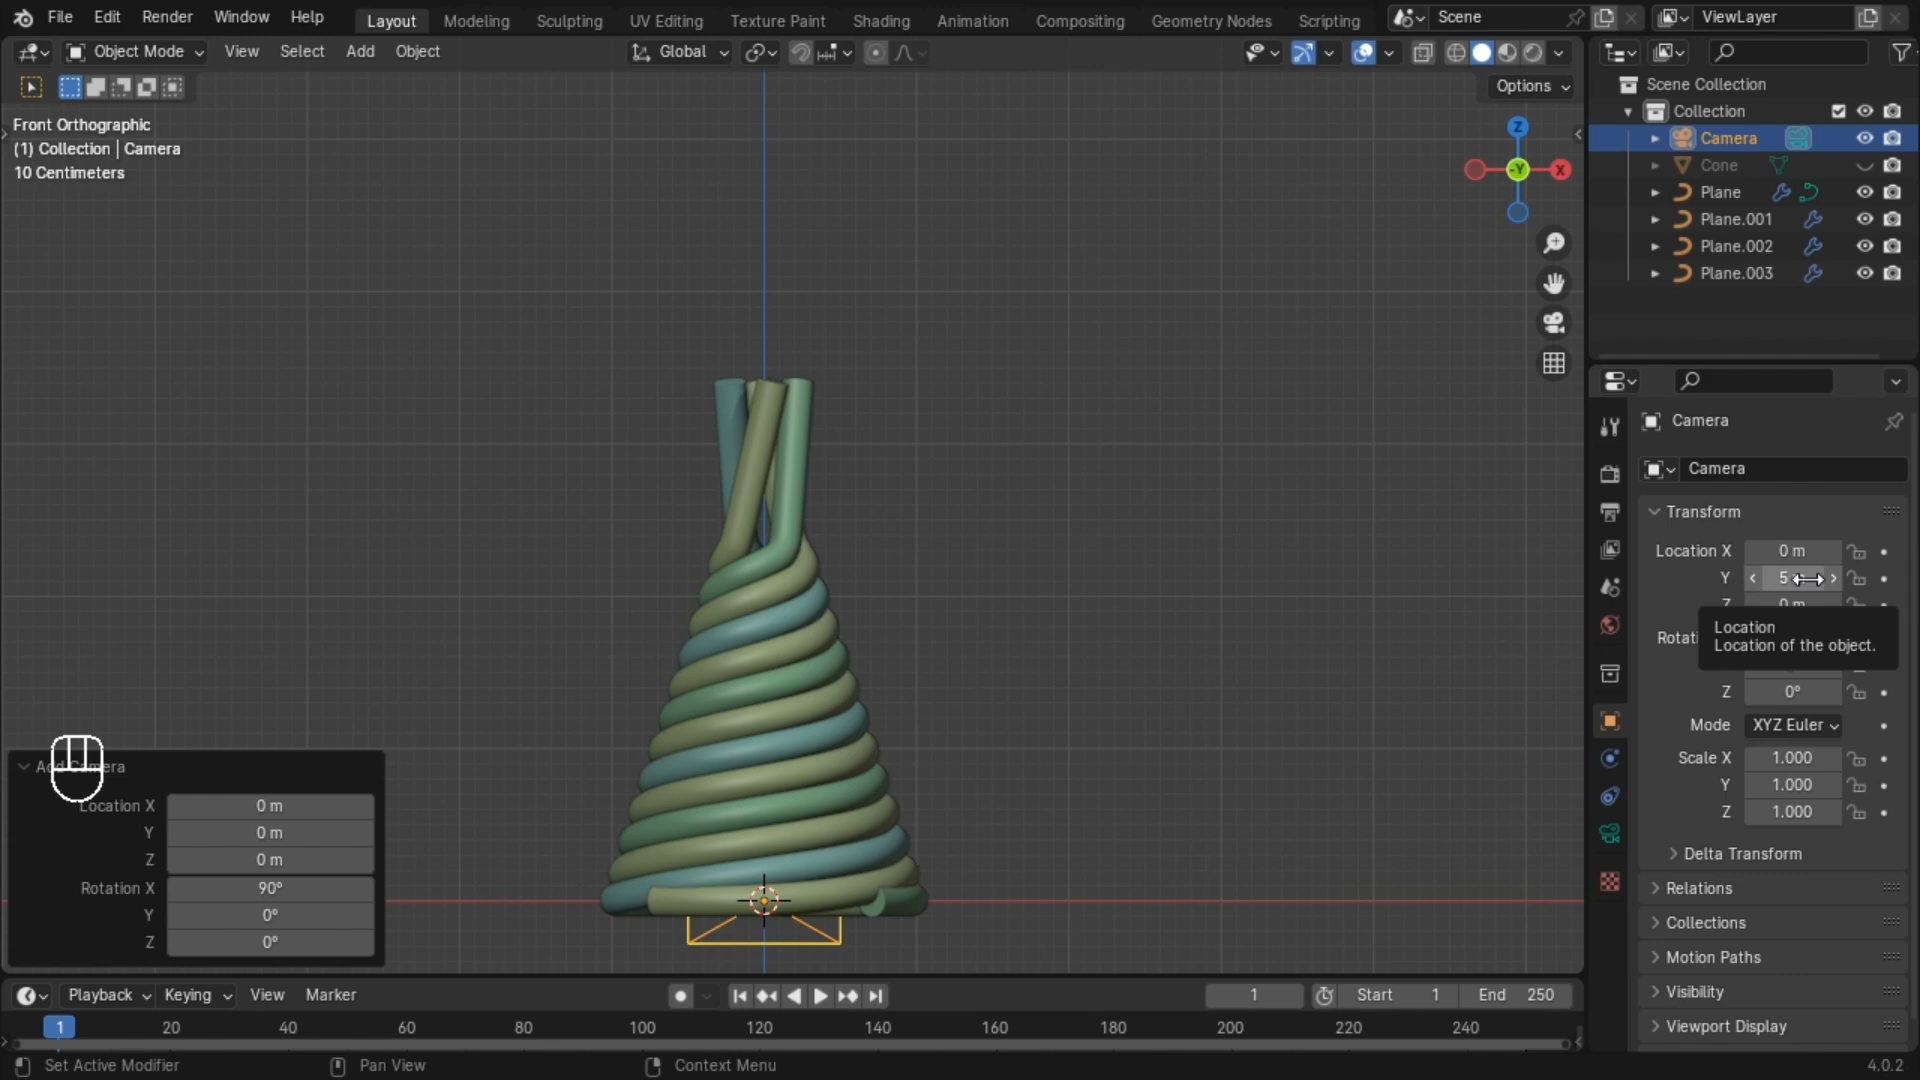 File Edit Render Window Help Layout Modeling Sculpting UV Editing Texture Paint Shading Animation Compositing Geometry Nodes Scripting Scene ViewLayer
Object Mode View Select Add Object Global
Options
Front Orthographic
(1) Collection | Camera
10 Centimeters
Z
-Y X
Add Camera
Location X 0 m
Y 0 m
Z 0 m
Rotation X 90°
Y 0°
Z 0°
Scene Collection
Collection
Camera
Cone
Plane
Plane.001
Plane.002
Plane.003
Camera
Camera
Transform
Location X 0 m
Y 5
Z 0 m
Location
Location of the object.
Z 0°
Mode XYZ Euler
Scale X 1.000
Y 1.000
Z 1.000
Delta Transform
Relations
Collections
Motion Paths
Visibility
Viewport Display
Playback Keying View Marker 1 Start 1 End 250
1 20 40 60 80 100 120 140 160 180 200 220 240
Set Active Modifier Pan View Context Menu 4.0.2